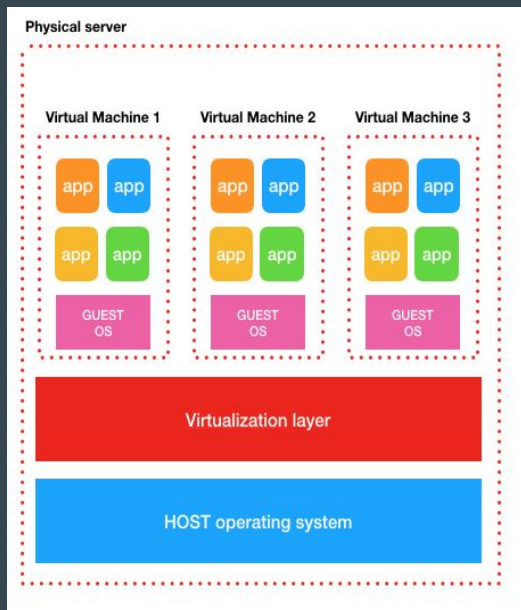 Physical server
Virtual Machine 1 Virtual Machine 2 Virtual Machine 3
app app app app app app
app app app app app app
GUEST OS GUEST OS GUEST OS
Virtualization layer
HOST operating system